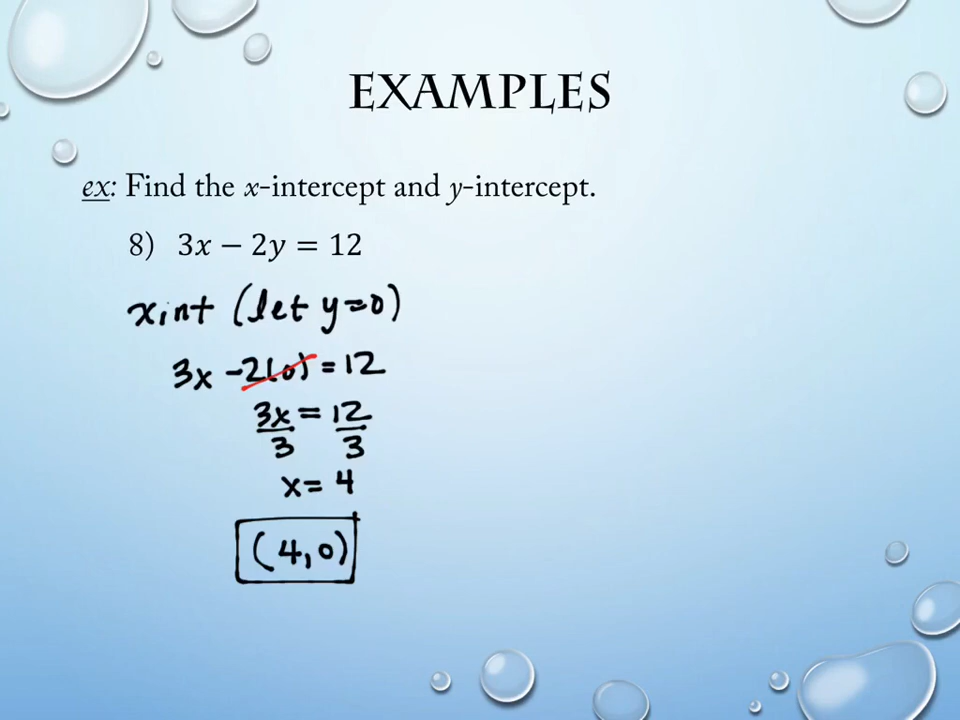 EXAMPLES
ex: Find the x-intercept and y-intercept.
8) 3x − 2y = 12
x int (let y=0)
3x -2(0) = 12
3x/3 = 12/3
x = 4
(4,0)